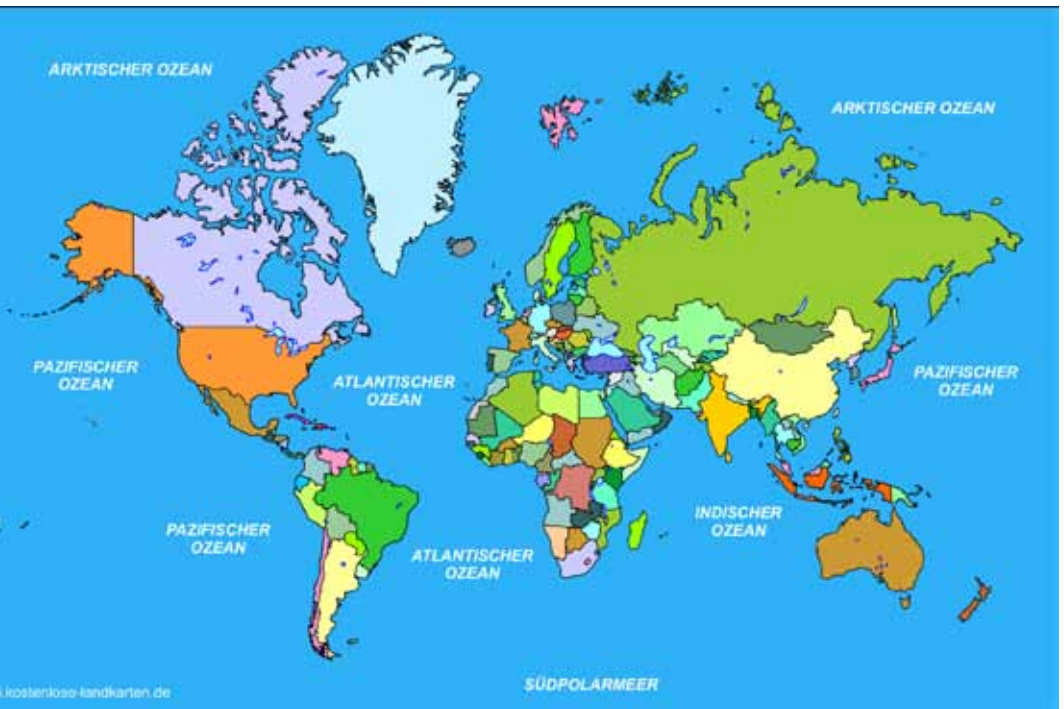 ARKTISCHER OZEAN
ARKTISCHER OZEAN
PAZIFISCHER
OZEAN
ATLANTISCHER
OZEAN
PAZIFISCHER
OZEAN
PAZIFISCHER
OZEAN
ATLANTISCHER
OZEAN
INDISCHER
OZEAN
SÜDPOLARMEER
.kostenlose-landkarten.de